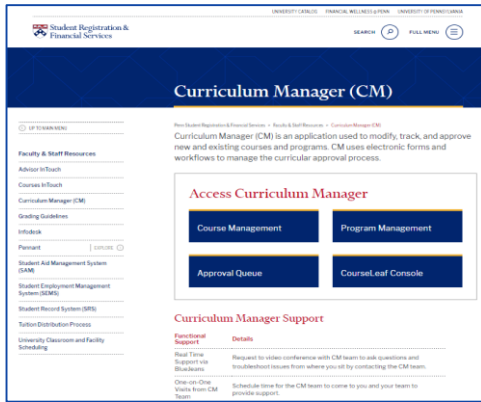 UNIVERSITY CATALOG FINANCIAL WELLNESS @ PENN UNIVERSITY OF PENNSYLVANIA
Student Registration &
Financial Services
SEARCH FULL MENU
Curriculum Manager (CM)
UP TO MAIN MENU
Faculty & Staff Resources
Advisor InTouch
Courses InTouch
Curriculum Manager (CM)
Grading Guidelines
Infodesk
Pennant EXPLORE
Student Aid Management System
(SAM)
Student Employment Management
System (SEMS)
Student Record System (SRS)
Tuition Distribution Process
University Classroom and Facility
Scheduling
Penn Student Registration & Financial Services > Faculty & Staff Resources > Curriculum Manager (CM)
Curriculum Manager (CM) is an application used to modify, track, and approve
new and existing courses and programs. CM uses electronic forms and
workflows to manage the curricular approval process.
Access Curriculum Manager
Course Management Program Management
Approval Queue CourseLeaf Console
Curriculum Manager Support
Functional
Support Details
Real Time
Support via
BlueJeans
Request to video conference with CM team to ask questions and
troubleshoot issues from where you sit by contacting the CM team.
One-on-One
Visits from CM
Team
Schedule time for the CM team to come to you and your team to
provide support.